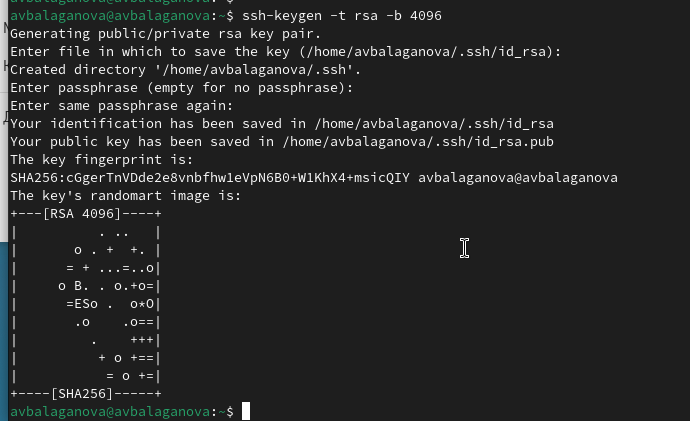 avbalaganova@avbalaganova:~$ ssh-keygen -t rsa -b 4096
Generating public/private rsa key pair.
Enter file in which to save the key (/home/avbalaganova/.ssh/id_rsa):
Created directory '/home/avbalaganova/.ssh'.
Enter passphrase (empty for no passphrase):
Enter same passphrase again:
Your identification has been saved in /home/avbalaganova/.ssh/id_rsa
Your public key has been saved in /home/avbalaganova/.ssh/id_rsa.pub
The key fingerprint is:
SHA256:cGgerTnVDde2e8vnbfhw1eVpN6B0+W1KhX4+msicQIY avbalaganova@avbalaganova
The key's randomart image is:
+---[RSA 4096]----+
|          . ..   |
|       o . +  +. |
|      = + ...=..o|
|     o B. . o.+o=|
|      =ESo .  o*O|
|       .o    .o==|
|         .    +++|
|          + o +==|
|           = o +=|
+----[SHA256]-----+
avbalaganova@avbalaganova:~$